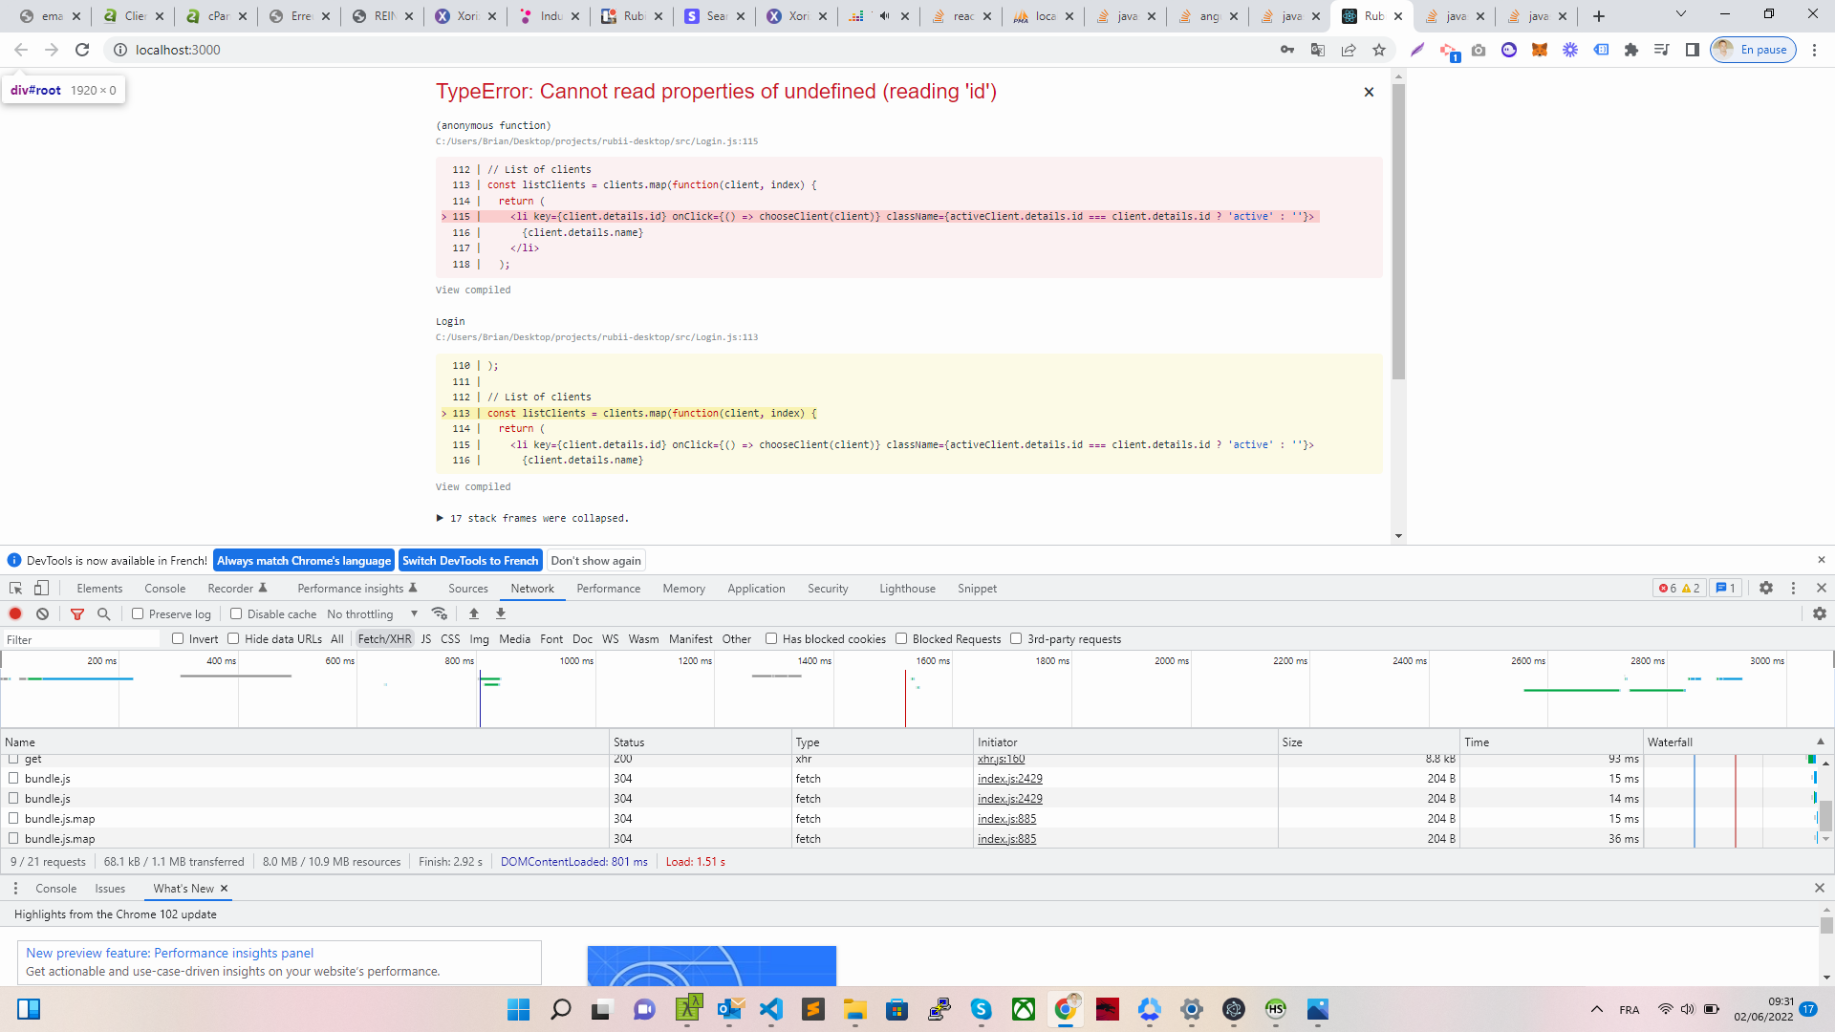 ema
Clie
cPar
Erre
REIN
Xoris
Indu
Rub
Sear
Xori
reac
loca
java
ang
java
Rub
java
java
localhost:3000
1
En pause
div#root 1920 × 0
TypeError: Cannot read properties of undefined (reading 'id')
(anonymous function)
C:/Users/Brian/Desktop/projects/rubii-desktop/src/Login.js:115
112 | // List of clients
113 | const listClients = clients.map(function(client, index) {
114 |   return (
> 115 |     <li key={client.details.id} onClick={() => chooseClient(client)} className={activeClient.details.id === client.details.id ? 'active' : ''}>
116 |       {client.details.name}
117 |     </li>
118 |   );
View compiled
Login
C:/Users/Brian/Desktop/projects/rubii-desktop/src/Login.js:113
110 | );
111 |
112 | // List of clients
> 113 | const listClients = clients.map(function(client, index) {
114 |   return (
115 |     <li key={client.details.id} onClick={() => chooseClient(client)} className={activeClient.details.id === client.details.id ? 'active' : ''}>
116 |       {client.details.name}
View compiled
▶ 17 stack frames were collapsed.
DevTools is now available in French! Always match Chrome's language Switch DevTools to French Don't show again
Elements Console Recorder Performance insights Sources Network Performance Memory Application Security Lighthouse Snippet 6 2 1
Preserve log Disable cache No throttling
Filter Invert Hide data URLs All Fetch/XHR JS CSS Img Media Font Doc WS Wasm Manifest Other Has blocked cookies Blocked Requests 3rd-party requests
200 ms 400 ms 600 ms 800 ms 1000 ms 1200 ms 1400 ms 1600 ms 1800 ms 2000 ms 2200 ms 2400 ms 2600 ms 2800 ms 3000 ms
Name Status Type Initiator Size Time Waterfall
get 200 xhr xhr.js:160 8.8 kB 93 ms
bundle.js 304 fetch index.js:2429 204 B 15 ms
bundle.js 304 fetch index.js:2429 204 B 14 ms
bundle.js.map 304 fetch index.js:885 204 B 15 ms
bundle.js.map 304 fetch index.js:885 204 B 36 ms
9 / 21 requests 68.1 kB / 1.1 MB transferred 8.0 MB / 10.9 MB resources Finish: 2.92 s DOMContentLoaded: 801 ms Load: 1.51 s
Console Issues What's New
Highlights from the Chrome 102 update
New preview feature: Performance insights panel
Get actionable and use-case-driven insights on your website's performance.
HS
FRA
09:31
02/06/2022
17